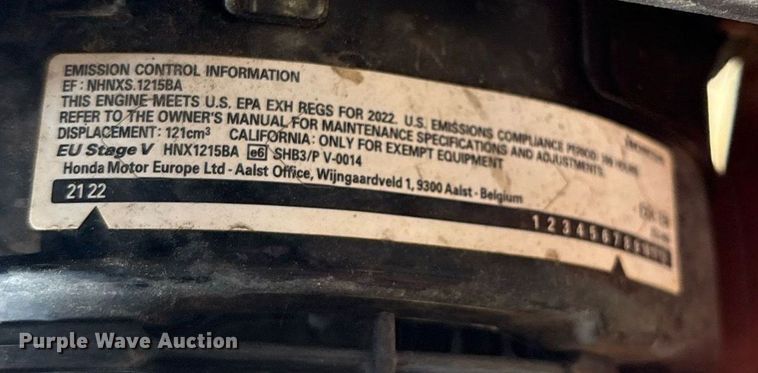 EMISSION CONTROL INFORMATION
EF: NHNXS.1215BA
THIS ENGINE MEETS U.S. EPA EXH REGS FOR 2022. U.S. EMISSIONS COMPLIANCE PERIOD:
REFER TO THE OWNER'S MANUAL FOR MAINTENANCE SPECIFICATIONS AND ADJUSTMENTS.
DISPLACEMENT: 121cm³ CALIFORNIA: ONLY FOR EXEMPT EQUIPMENT
EU Stage V HNX1215BA e6 SHB3/P V-0014
Honda Motor Europe Ltd - Aalst Office, Wijngaardveld 1, 9300 Aalst - Belgium
21 22
1 2 3 4 5 6 7 8
Purple Wave Auction